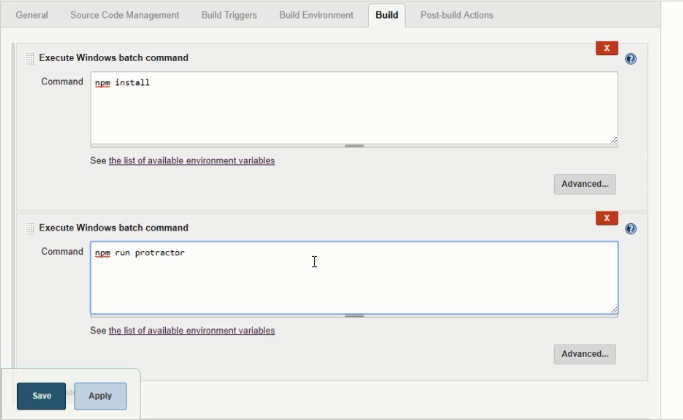 General Source Code Management Build Triggers Build Environment Build Post-build Actions
X
Execute Windows batch command
Command npm install
See the list of available environment variables
Advanced...
X
Execute Windows batch command
Command npm run protractor
See the list of available environment variables
Advanced...
Save Apply